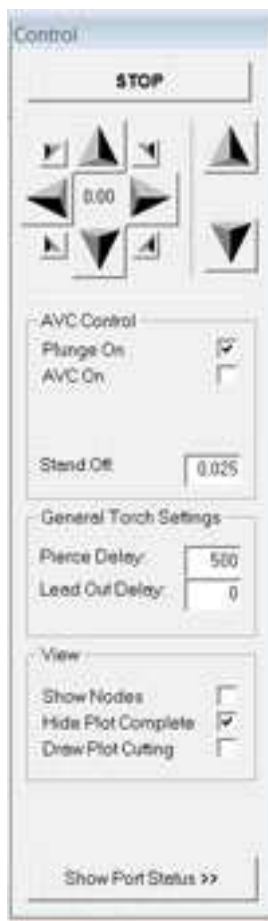 Control
STOP
0.00
AVC Control
Plunge On
AVC On
Stand Off: 0.025
General Torch Settings
Pierce Delay: 500
Lead Out Delay: 0
View
Show Nodes
Hide Plot Complete
Draw Plot Cutting
Show Port Status >>